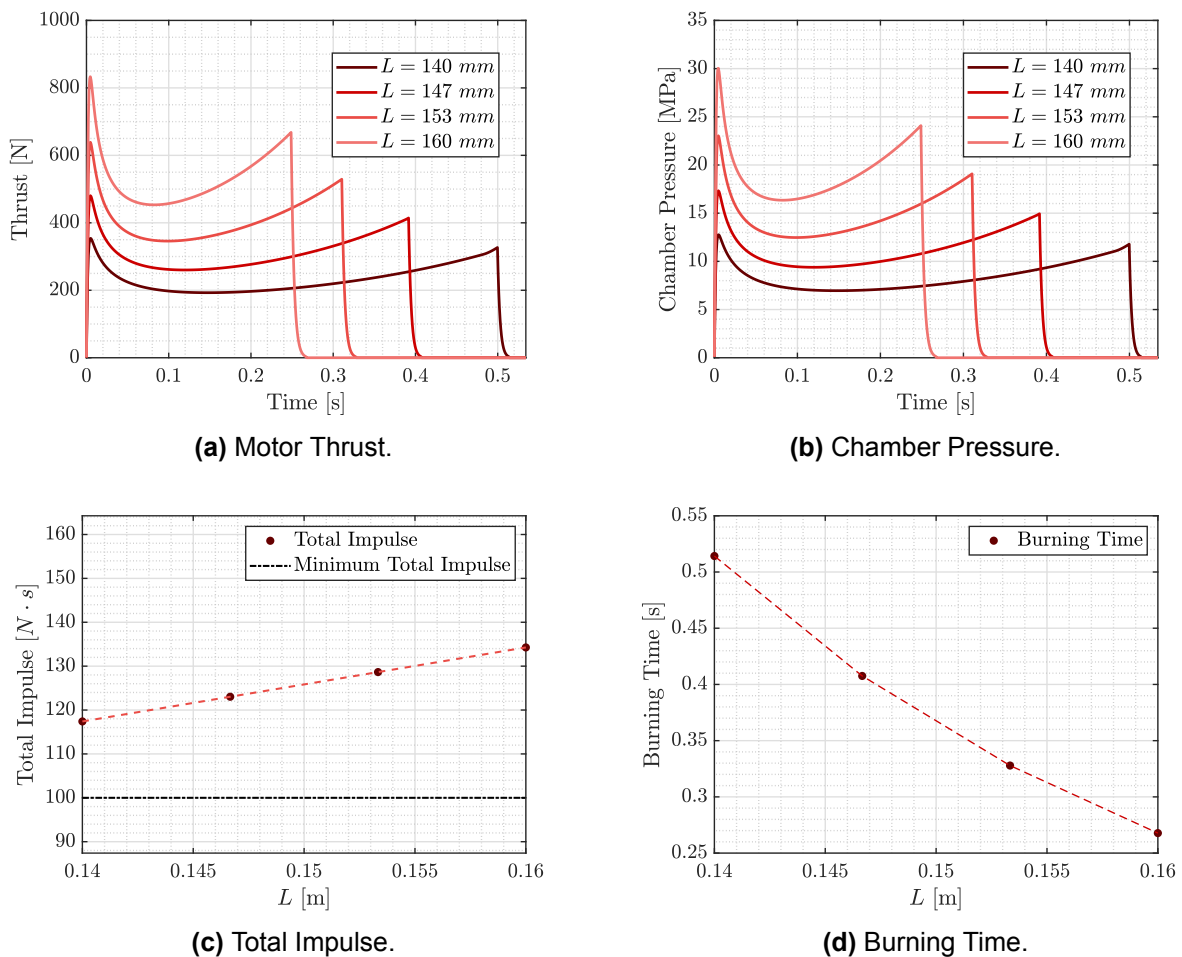 1000
800
600
400
200
0
Thrust [N]
L = 140 mm
L = 147 mm
L = 153 mm
L = 160 mm
0 0.1 0.2 0.3 0.4 0.5
Time [s]
(a) Motor Thrust.
35
30
25
20
15
10
5
0
Chamber Pressure [MPa]
L = 140 mm
L = 147 mm
L = 153 mm
L = 160 mm
0 0.1 0.2 0.3 0.4 0.5
Time [s]
(b) Chamber Pressure.
160
150
140
130
120
110
100
90
Total Impulse [N · s]
Total Impulse
Minimum Total Impulse
0.14 0.145 0.15 0.155 0.16
L [m]
(c) Total Impulse.
0.55
0.5
0.45
0.4
0.35
0.3
0.25
Burning Time [s]
Burning Time
0.14 0.145 0.15 0.155 0.16
L [m]
(d) Burning Time.